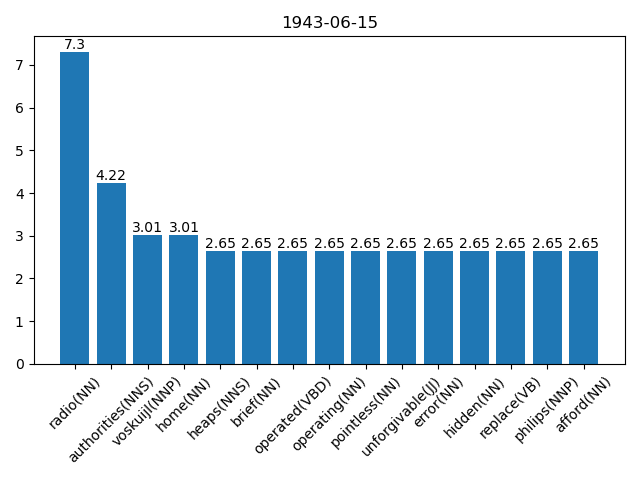 1943-06-15
7.3
4.22
3.01
3.01
2.65
2.65
2.65
2.65
2.65
2.65
2.65
2.65
2.65
2.65
2.65
7
6
5
4
3
2
1
0
radio(NN)
authorities(NNS)
voskuijl(NNP)
home(NN)
heaps(NNS)
brief(NN)
operated(VBD)
operating(NN)
pointless(NN)
unforgivable(JJ)
error(NN)
hidden(NN)
replace(VB)
philips(NNP)
afford(NN)